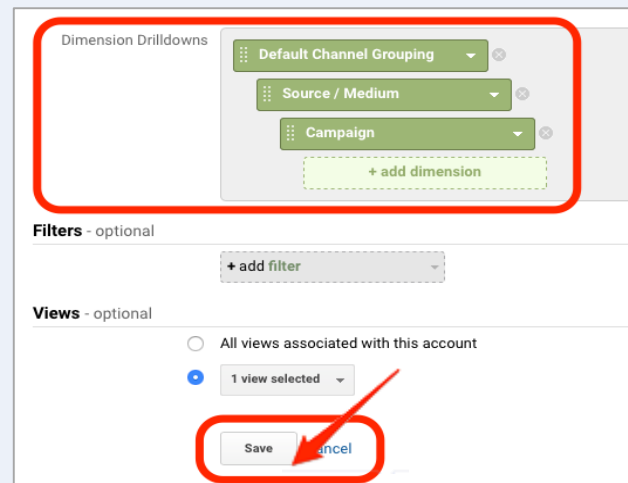 Dimension Drilldowns
Default Channel Grouping
Source / Medium
Campaign
+ add dimension
Filters - optional
+ add filter
Views - optional
All views associated with this account
1 view selected
Save